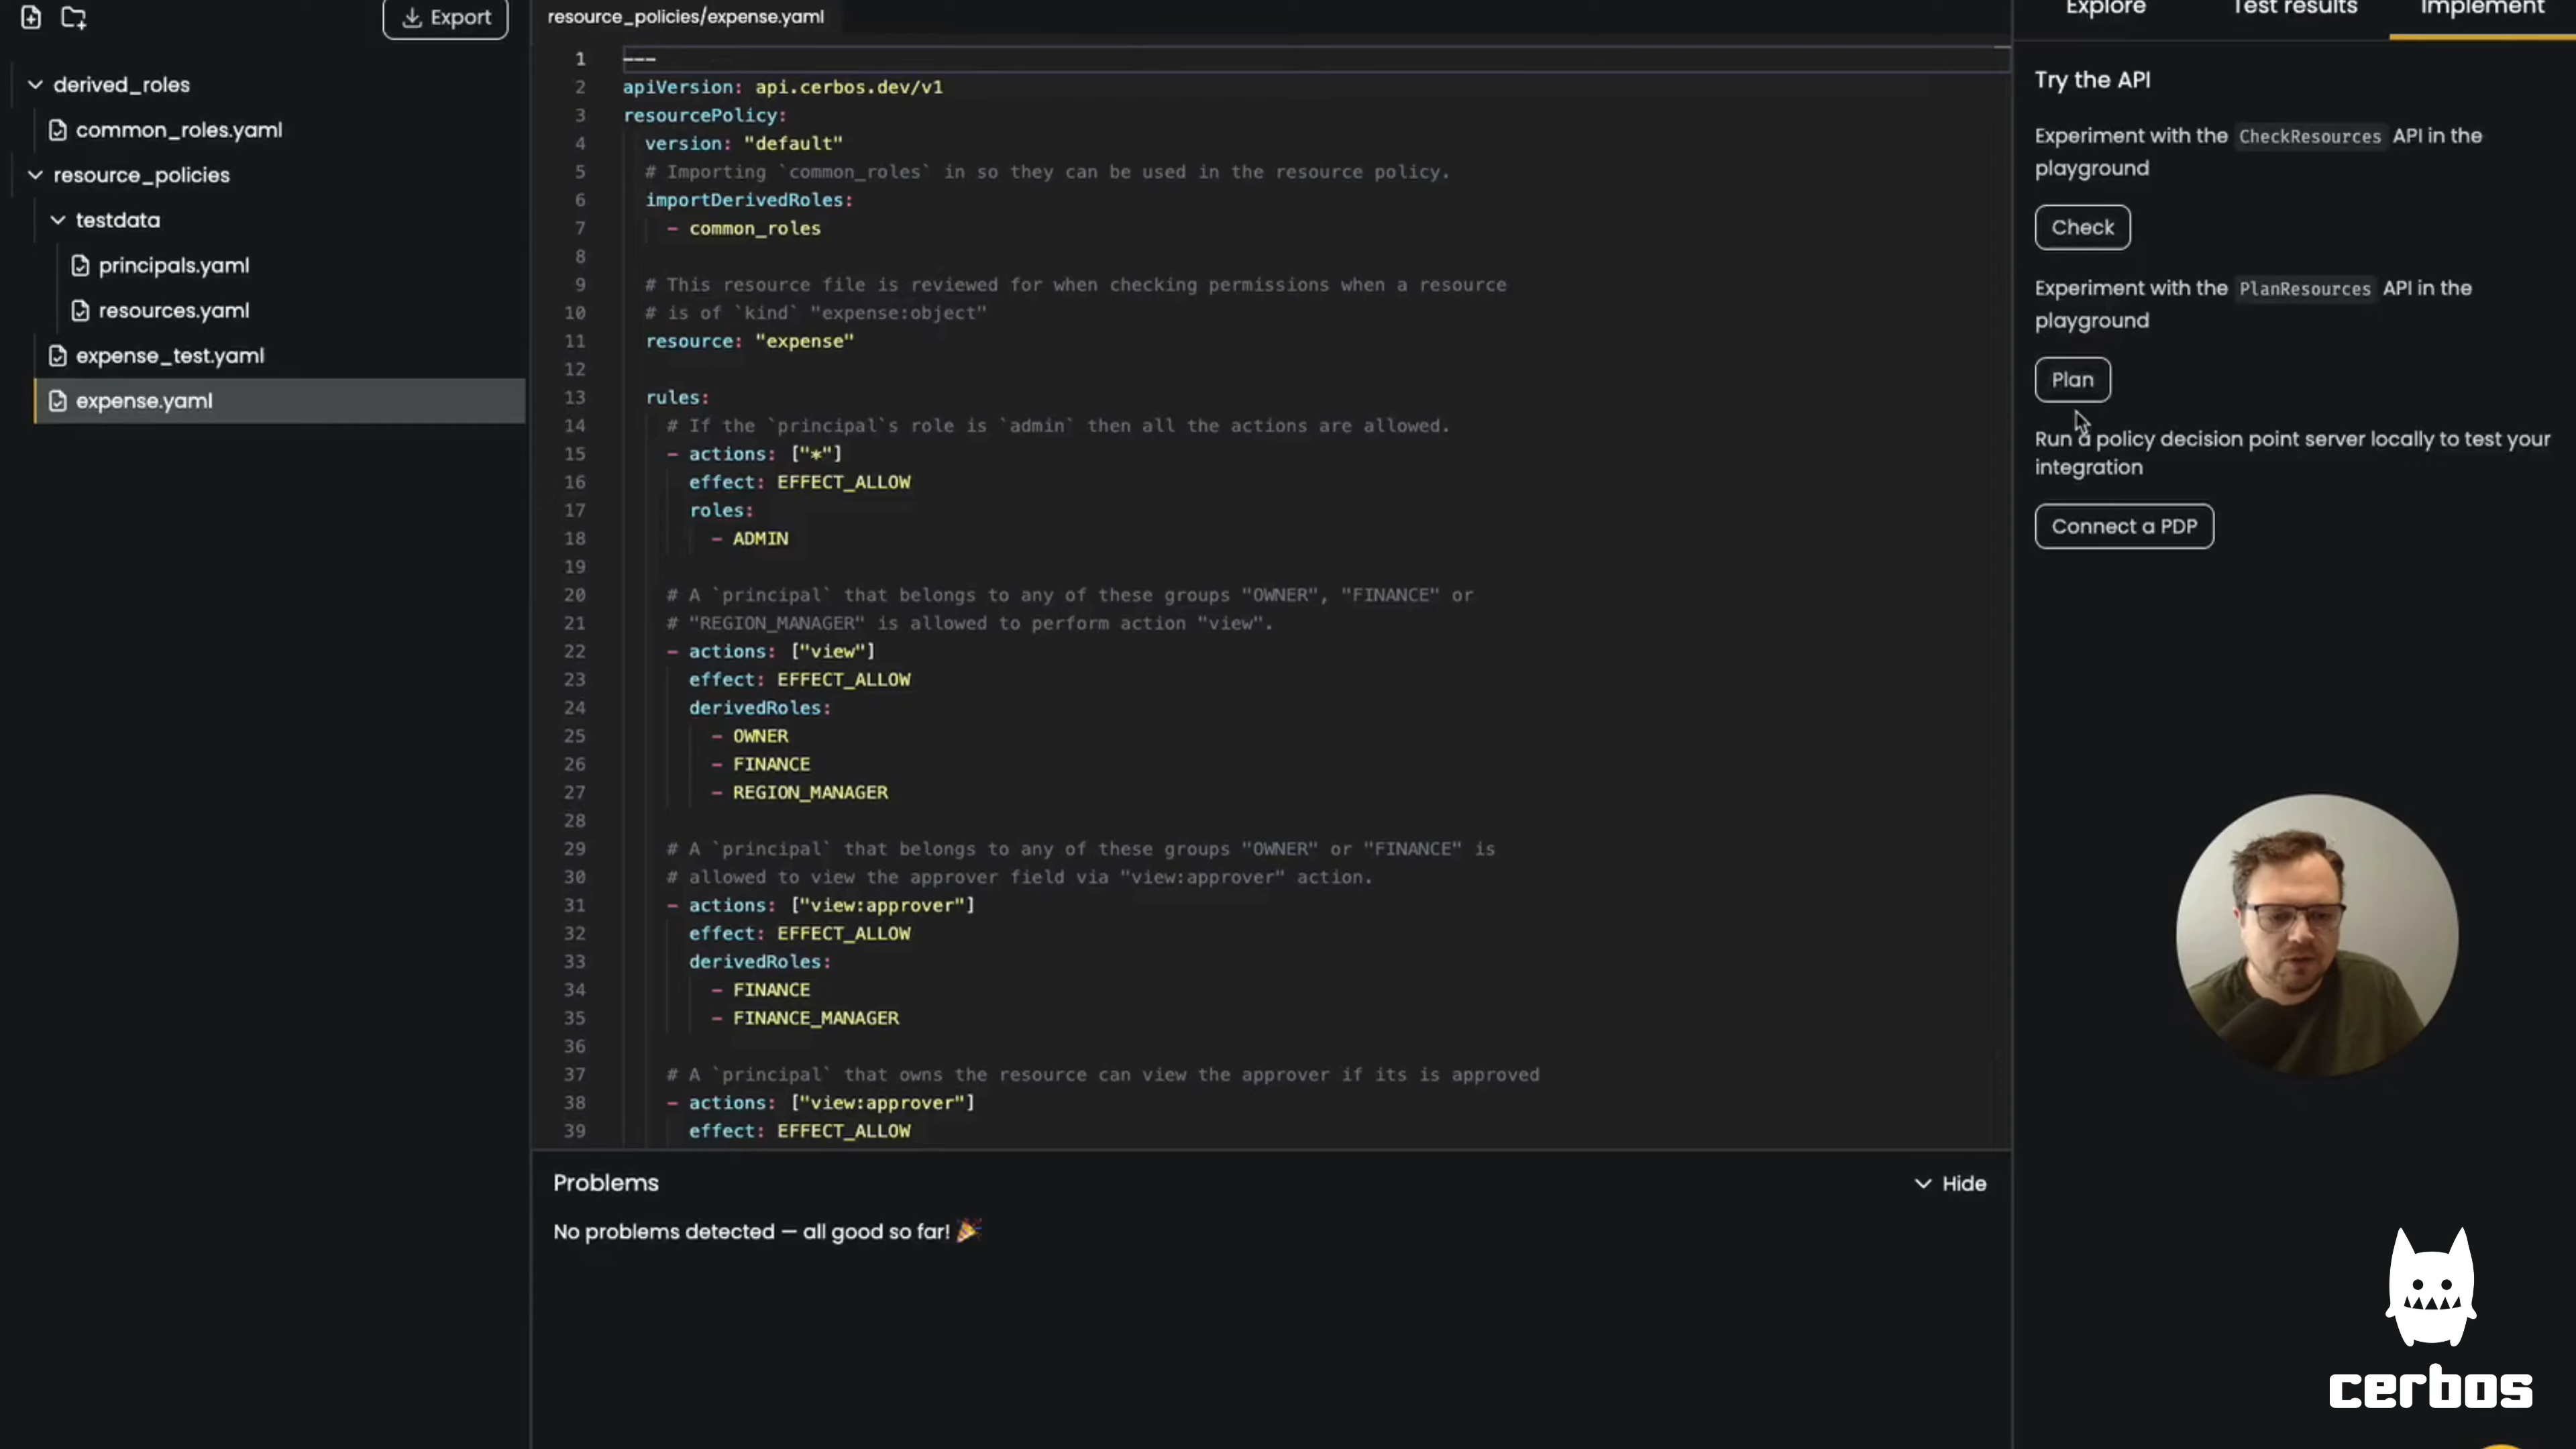 Export
derived_roles
common_roles.yaml
resource_policies
testdata
principals.yaml
resources.yaml
expense_test.yaml
expense.yaml
resource_policies/expense.yaml
1 ---
2 apiVersion: api.cerbos.dev/v1
3 resourcePolicy:
4 version: "default"
5 # Importing `common_roles` in so they can be used in the resource policy.
6 importDerivedRoles:
7 - common_roles
8
9 # This resource file is reviewed for when checking permissions when a resource
10 # is of `kind` "expense:object"
11 resource: "expense"
12
13 rules:
14 # If the `principal`s role is `admin` then all the actions are allowed.
15 - actions: ["*"]
16 effect: EFFECT_ALLOW
17 roles:
18 - ADMIN
19
20 # A `principal` that belongs to any of these groups "OWNER", "FINANCE" or
21 # "REGION_MANAGER" is allowed to perform action "view".
22 - actions: ["view"]
23 effect: EFFECT_ALLOW
24 derivedRoles:
25 - OWNER
26 - FINANCE
27 - REGION_MANAGER
28
29 # A `principal` that belongs to any of these groups "OWNER" or "FINANCE" is
30 # allowed to view the approver field via "view:approver" action.
31 - actions: ["view:approver"]
32 effect: EFFECT_ALLOW
33 derivedRoles:
34 - FINANCE
35 - FINANCE_MANAGER
36
37 # A `principal` that owns the resource can view the approver if its is approved
38 - actions: ["view:approver"]
39 effect: EFFECT_ALLOW
Problems
Hide
No problems detected — all good so far! 🎉
Explore Test results Implement
Try the API
Experiment with the CheckResources API in the
playground
Check
Experiment with the PlanResources API in the
playground
Plan
Run a policy decision point server locally to test your
integration
Connect a PDP
cerbos